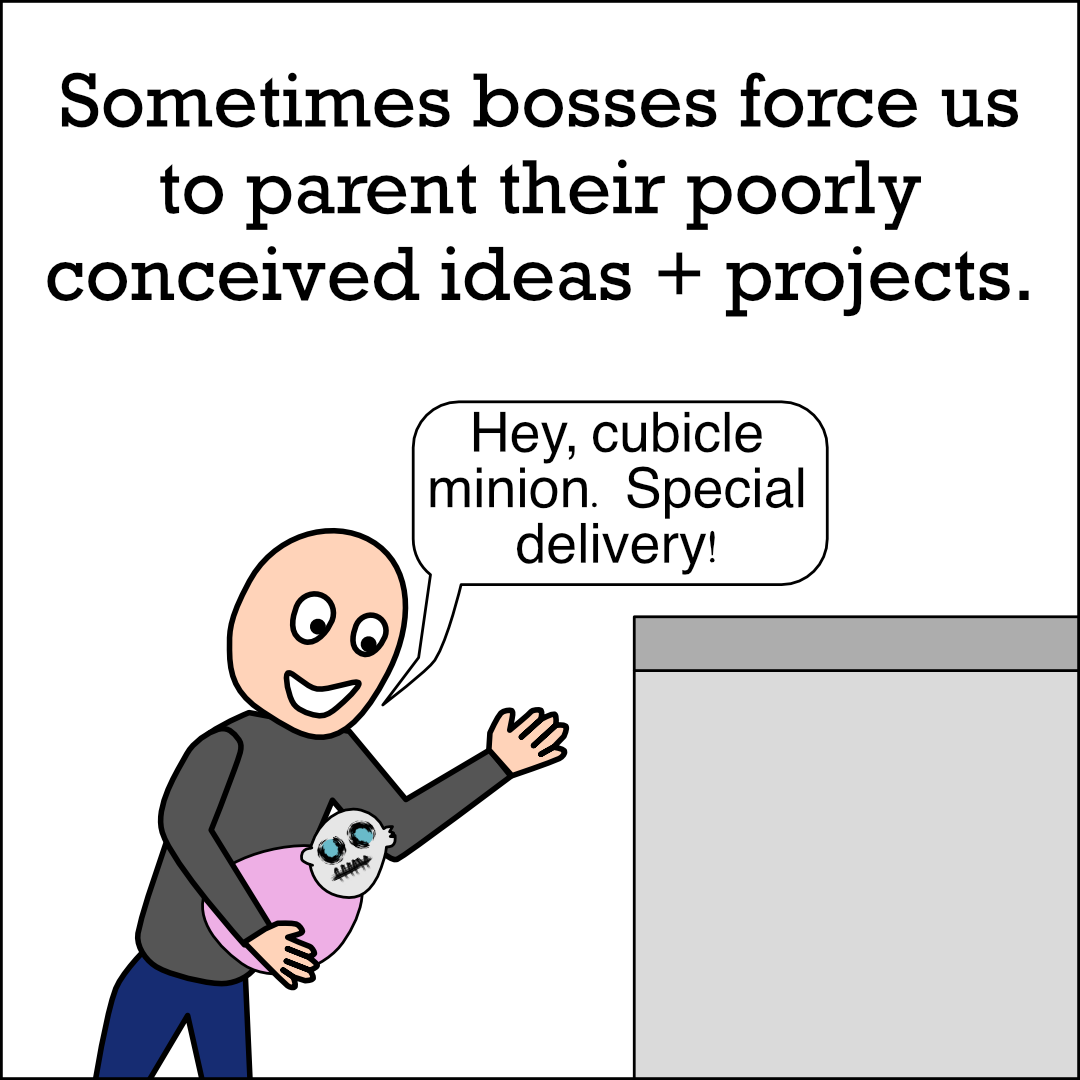 Sometimes bosses force us
to parent their poorly
conceived ideas + projects.
Hey, cubicle
minion. Special
delivery!